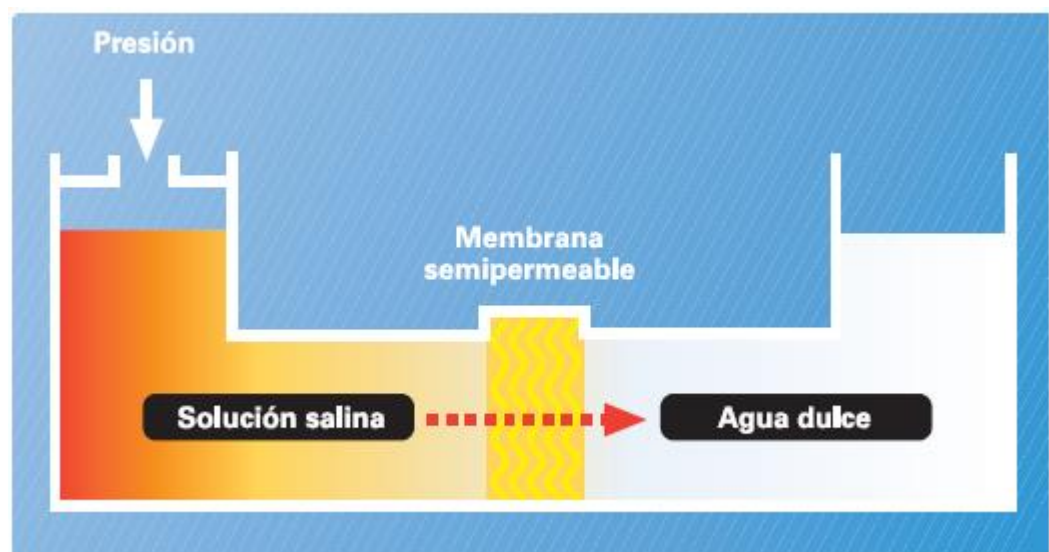 Presión
Membrana
semipermeable
Solución salina
Agua dulce